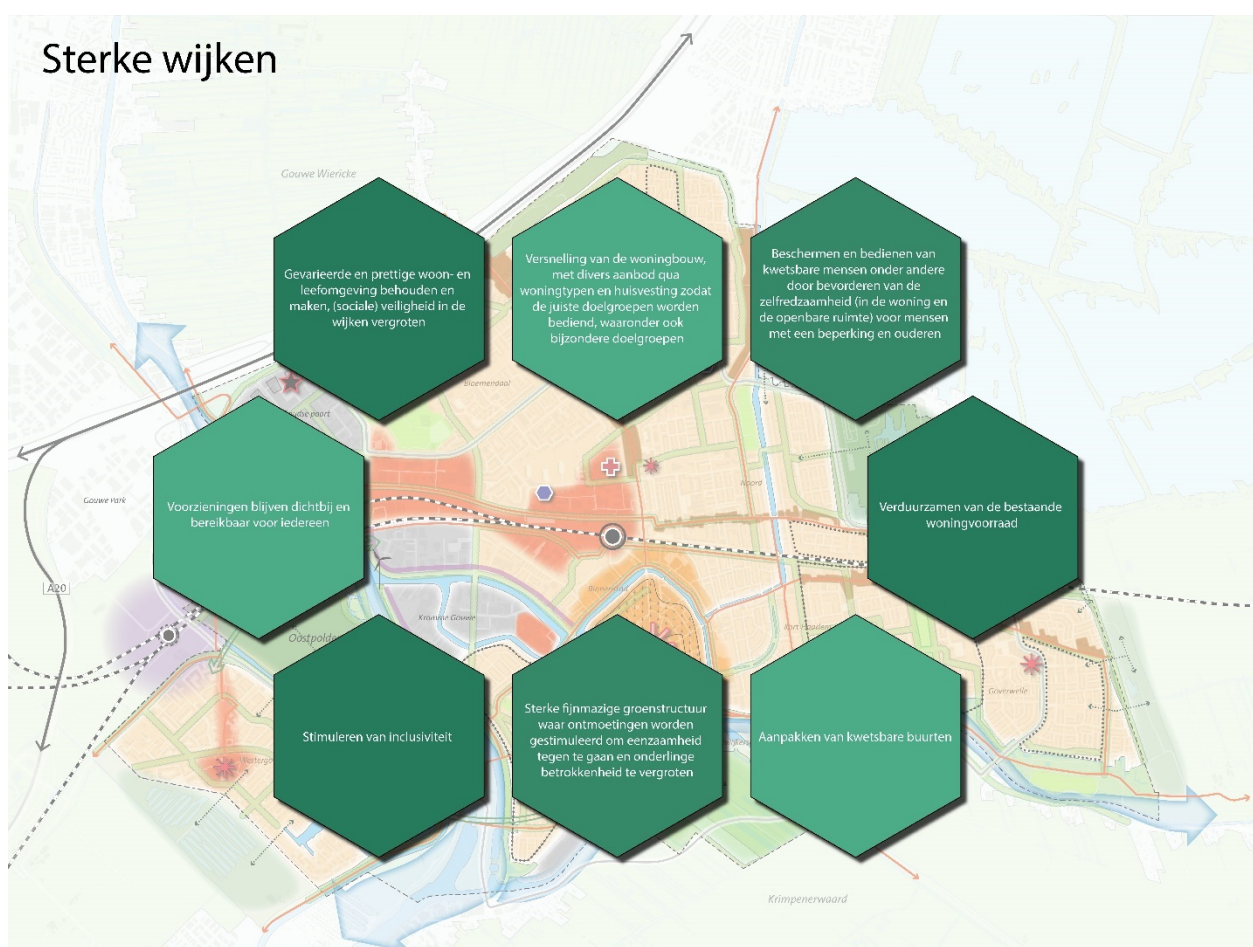 Sterke wijken
Gouwe Wiericke
Gevarieerde en prettige woon- en
leefomgeving behouden en
maken, (sociale) veiligheid in de
wijken vergroten
Versnelling van de woningbouw,
met divers aanbod qua
woningtypen en huisvesting zodat
de juiste doelgroepen worden
bediend, waaronder ook
bijzondere doelgroepen
Beschermen en bedienen van
kwetsbare mensen onder andere
door bevorderen van de
zelfredzaamheid (in de woning en
de openbare ruimte) voor mensen
met een beperking en ouderen
Bloemendaal
Voorzieningen blijven dichtbij en
bereikbaar voor iedereen
Gouwe Park
Noord
Verduurzamen van de bestaande
woningvoorraad
A20
Binnenstad
Kromme Gouwe
Kort Haarlem
Oostpolder
Goverwelle
Stimuleren van inclusiviteit
Sterke fijnmazige groenstructuur
waar ontmoetingen worden
gestimuleerd om eenzaamheid
tegen te gaan en onderlinge
betrokkenheid te vergroten
Aanpakken van kwetsbare buurten
Krimpenerwaard